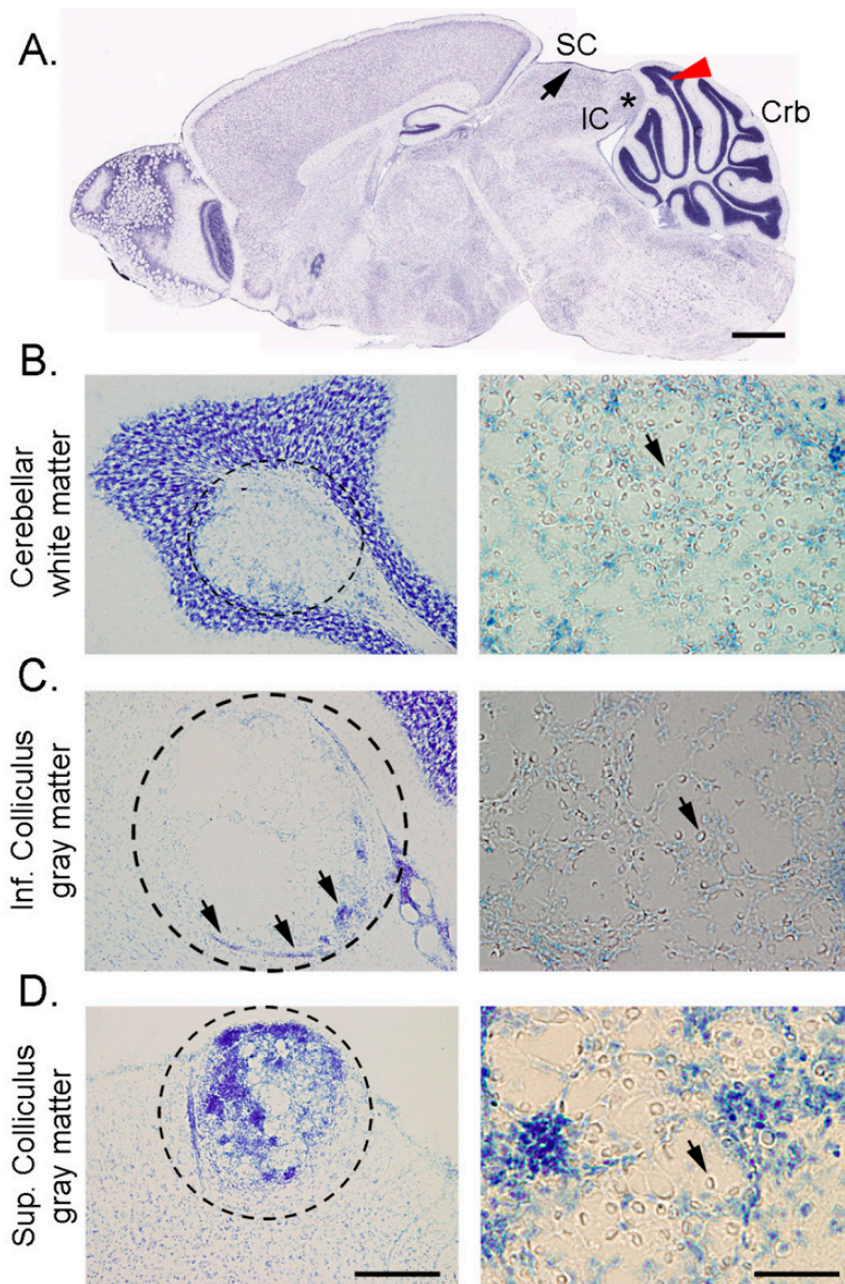 A.
SC
IC
*
Crb
B.
Cerebellar
white matter
C.
Inf. Colliculus
gray matter
D.
Sup. Colliculus
gray matter